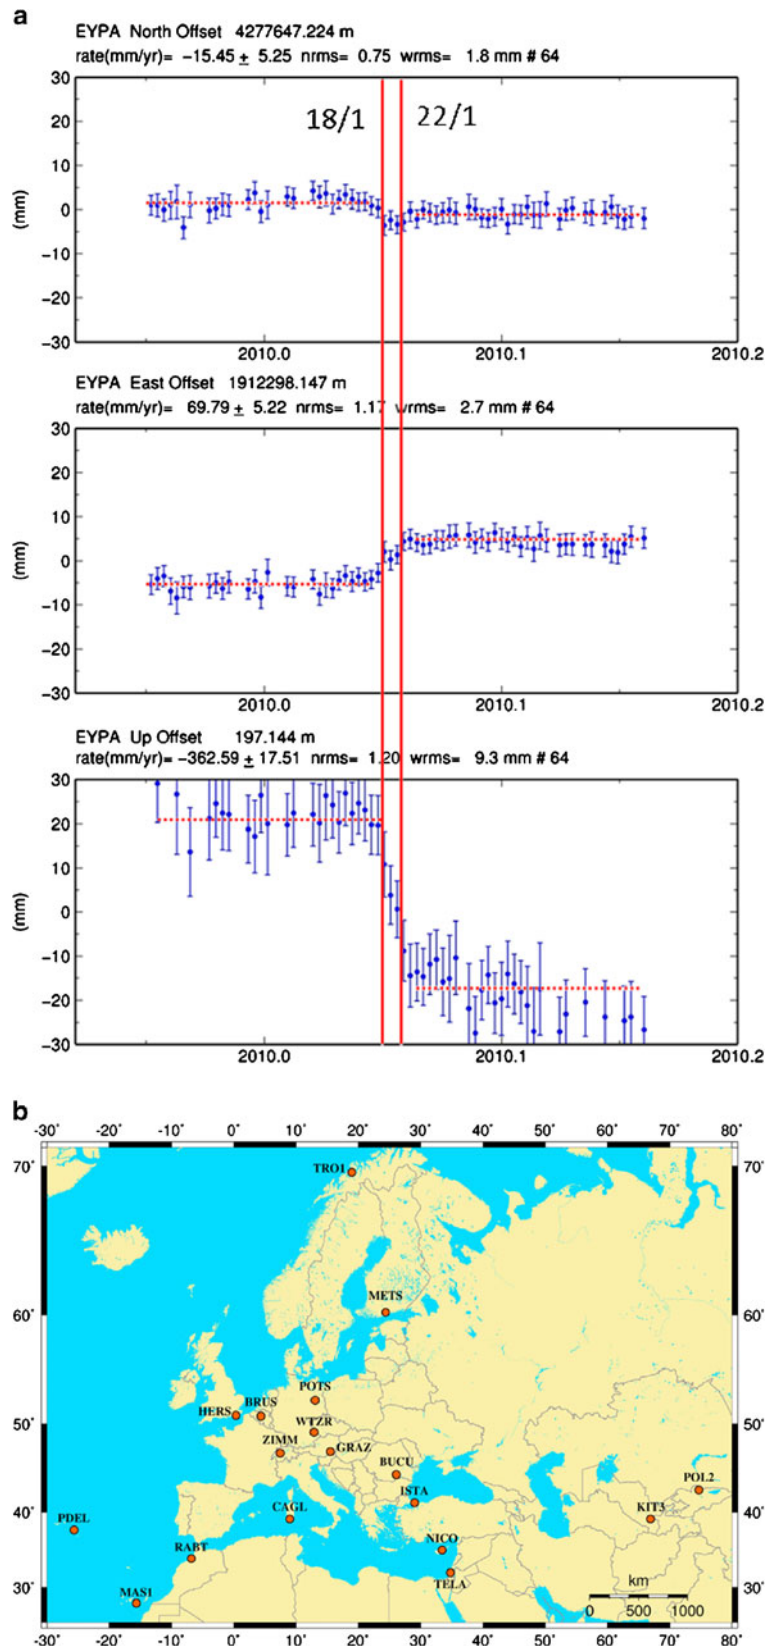 a
EYPA North Offset 4277647.224 m
rate(mm/yr)= −15.45 ± 5.25 nrms= 0.75 wrms= 1.8 mm # 64
30
20
10
0
−10
−20
−30
(mm)
18/1
22/1
2010.0 2010.1 2010.2
EYPA East Offset 1912298.147 m
rate(mm/yr)= 69.79 ± 5.22 nrms= 1.17 wrms= 2.7 mm # 64
30
20
10
0
−10
−20
−30
(mm)
2010.0 2010.1 2010.2
EYPA Up Offset 197.144 m
rate(mm/yr)= −362.59 ± 17.51 nrms= 1.20 wrms= 9.3 mm # 64
30
20
10
0
−10
−20
−30
(mm)
2010.0 2010.1 2010.2
b
-30˚ -20˚ -10˚ 0˚ 10˚ 20˚ 30˚ 40˚ 50˚ 60˚ 70˚ 80˚
70˚ 70˚
TRO1
METS
60˚ 60˚
POTS
HERS BRUS
50˚ 50˚
WTZR
ZIMM GRAZ
BUCU
ISTA
POL2
40˚ 40˚
PDEL
CAGL
KIT3
RABT
NICO
TELA
30˚ 30˚
MAS1
km
0 500 1000
-30˚ -20˚ -10˚ 0˚ 10˚ 20˚ 30˚ 40˚ 50˚ 60˚ 70˚ 80˚